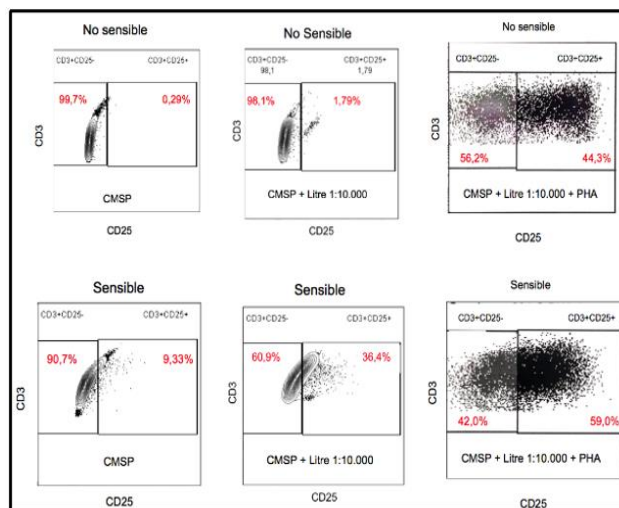 No sensible
CD3+CD25-
CD3+CD25+
99,7%
0,29%
CD3
CMSP
CD25
No Sensible
CD3+CD25-
98,1
CD3+CD25+
1,79
98,1%
1,79%
CD3
CMSP + Litre 1:10.000
CD25
No sensible
CD3+CD25-
CD3+CD25+
CD3
56,2%
44,3%
CMSP + Litre 1:10.000 + PHA
CD25
Sensible
CD3+CD25-
CD3+CD25+
90,7%
9,33%
CD3
CMSP
CD25
Sensible
CD3+CD25-
CD3+CD25+
60,9%
36,4%
CD3
CMSP + Litre 1:10.000
CD25
Sensible
CD3+CD25-
CD3+CD25+
CD3
42,0%
59,0%
CMSP + Litre 1:10.000 + PHA
CD25